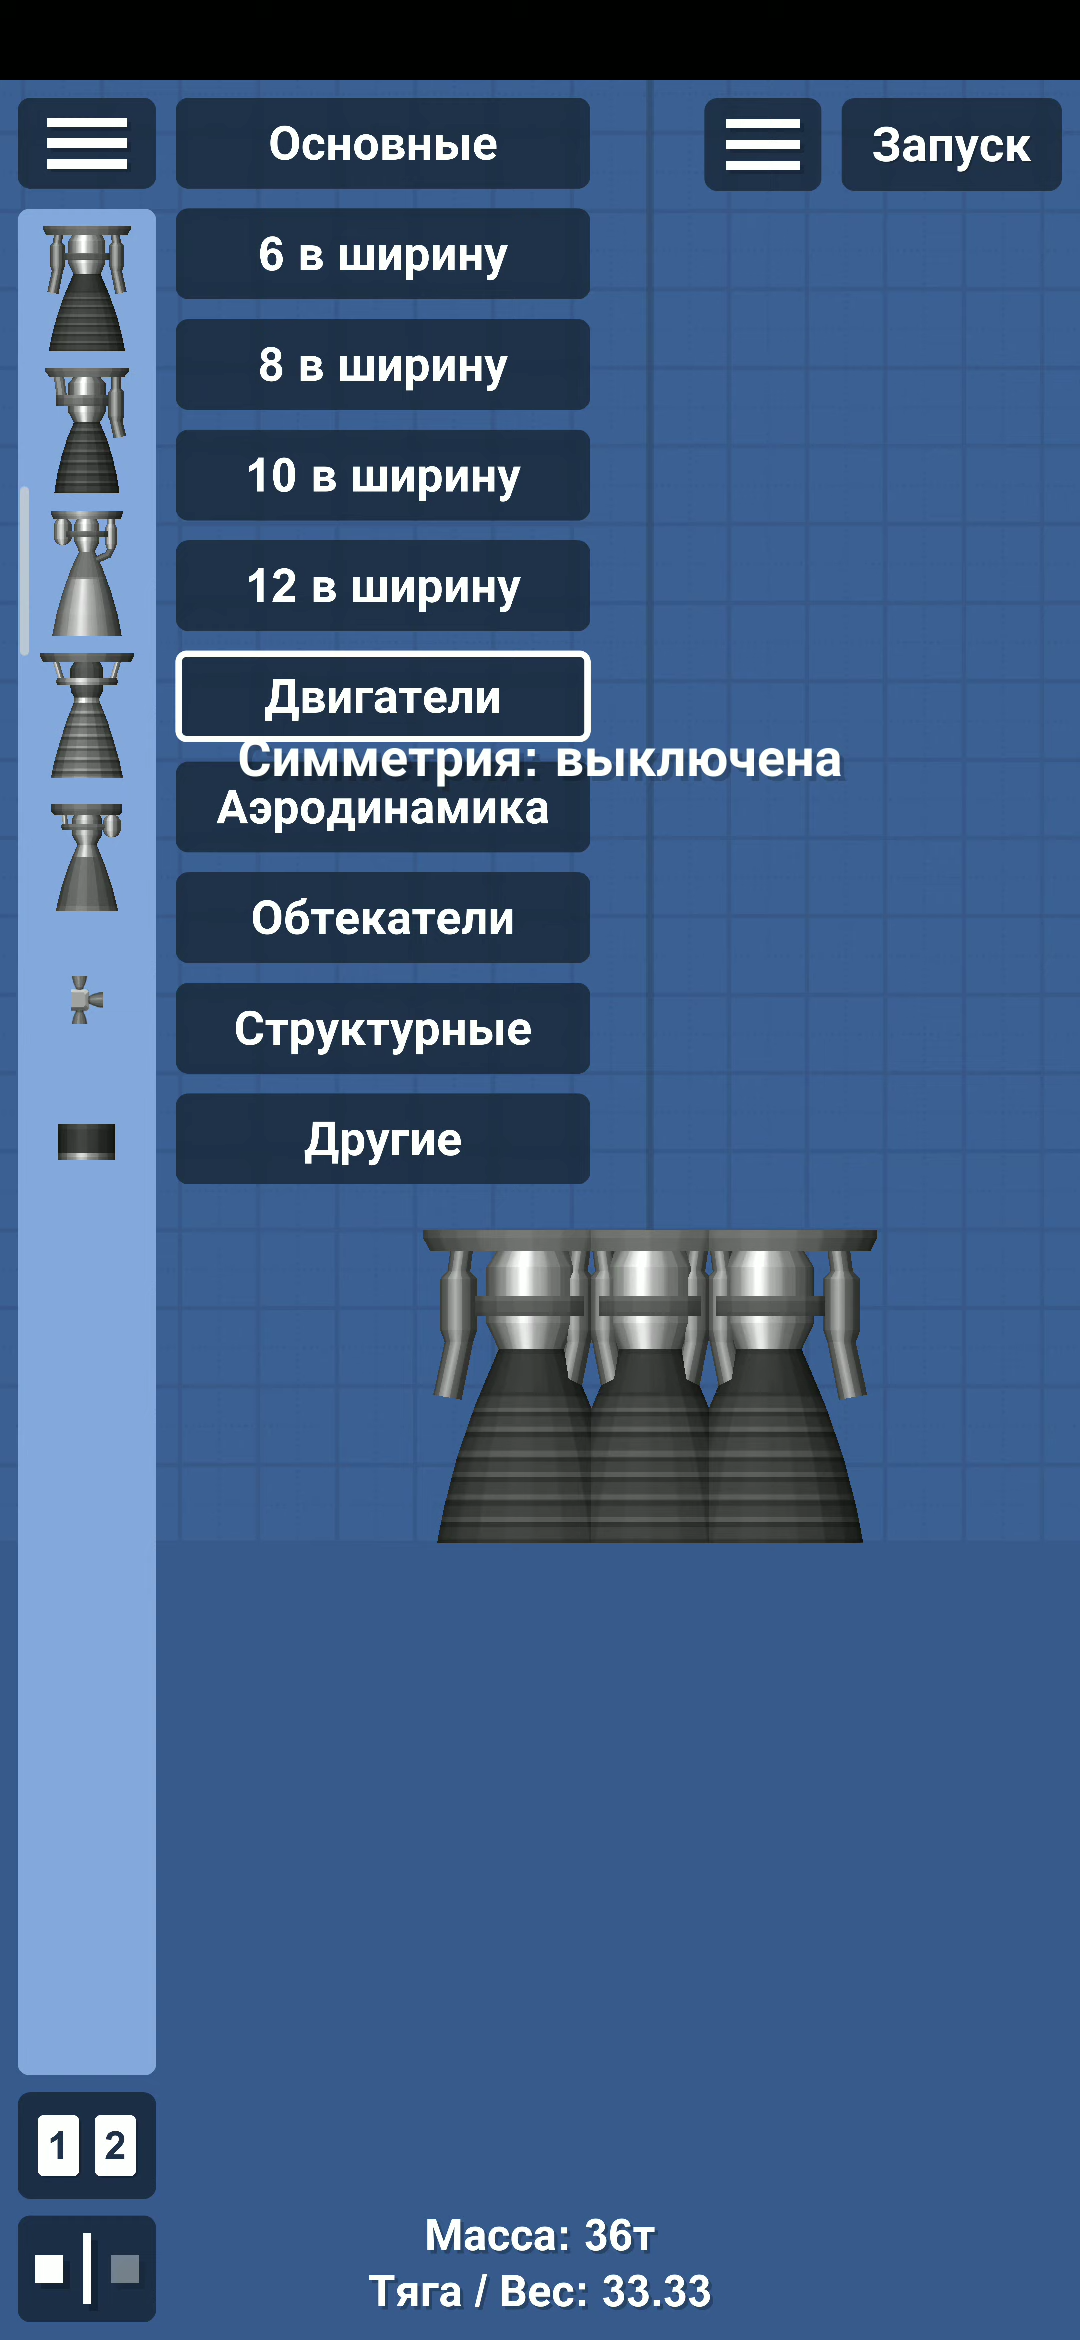 Основные
Запуск
6 в ширину
8 в ширину
10 в ширину
12 в ширину
Двигатели
Симметрия: выключена
Аэродинамика
Обтекатели
Структурные
Другие
1 2
Масса: 36т
Тяга / Вес: 33.33